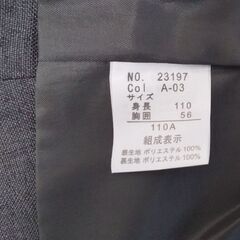 NO. 23197
Col A-03
サイズ
身長 110
胸囲 56
110A
組成表示
表生地 ポリエステル100%
裏生地 ポリエステル100%